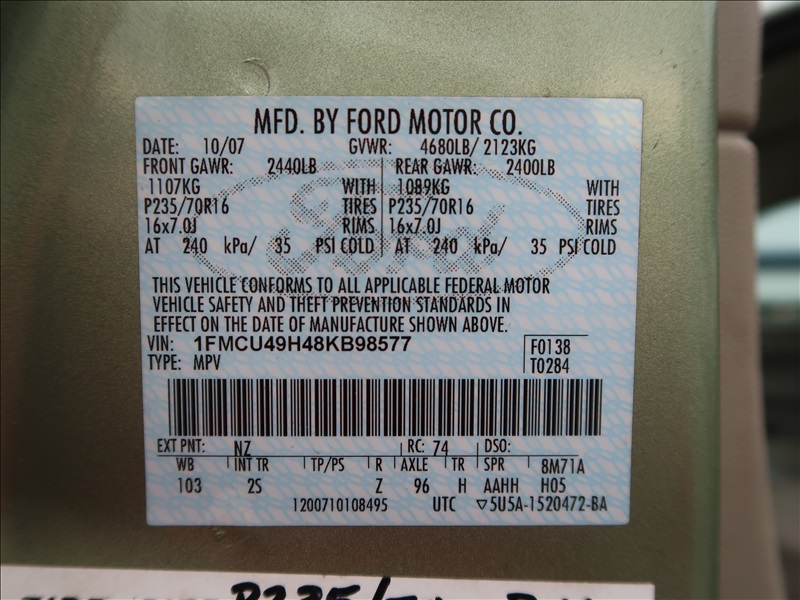 MFD. BY FORD MOTOR CO.
DATE: 10/07 GVWR: 4680LB/ 2123KG
FRONT GAWR: 2440LB REAR GAWR: 2400LB
1107KG WITH 1089KG WITH
P235/70R16 TIRES P235/70R16 TIRES
16x7.0J RIMS 16x7.0J RIMS
AT 240 kPa/ 35 PSI COLD AT 240 kPa/ 35 PSI COLD
THIS VEHICLE CONFORMS TO ALL APPLICABLE FEDERAL MOTOR
VEHICLE SAFETY AND THEFT PREVENTION STANDARDS IN
EFFECT ON THE DATE OF MANUFACTURE SHOWN ABOVE.
VIN: 1FMCU49H48KB98577 F0138
TYPE: MPV T0284
EXT PNT: NZ RC: 74 DSO:
WB INT TR TP/PS R AXLE TR SPR 8M71A
103 2S Z 96 H AAHH H05
1200710108495 UTC ▽5U5A-1520472-BA